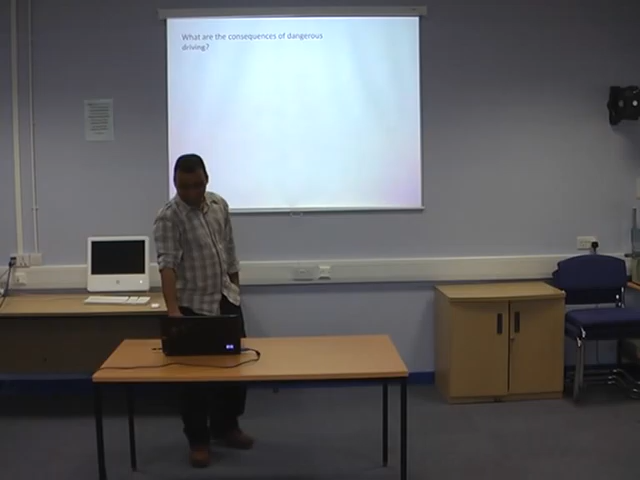 What are the consequences of dangerous
driving?